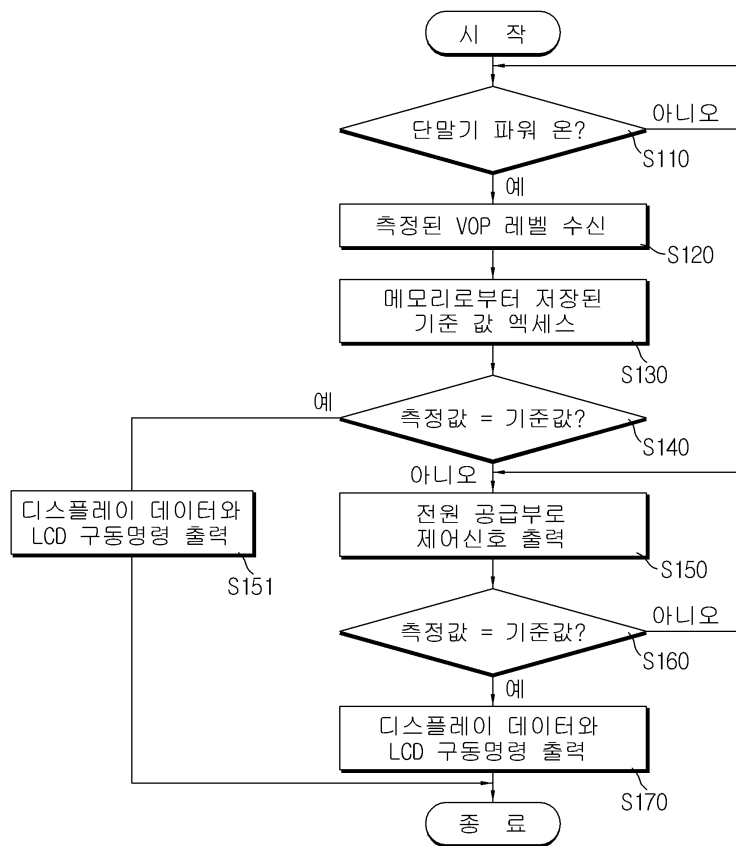 시 작
단말기 파워 온?
아니오
S110
예
측정된 VOP 레벨 수신
S120
메모리로부터 저장된
기준 값 엑세스
S130
예
측정값 = 기준값?
S140
아니오
디스플레이 데이터와
LCD 구동명령 출력
S151
전원 공급부로
제어신호 출력
S150
측정값 = 기준값?
아니오
S160
예
디스플레이 데이터와
LCD 구동명령 출력
S170
종 료